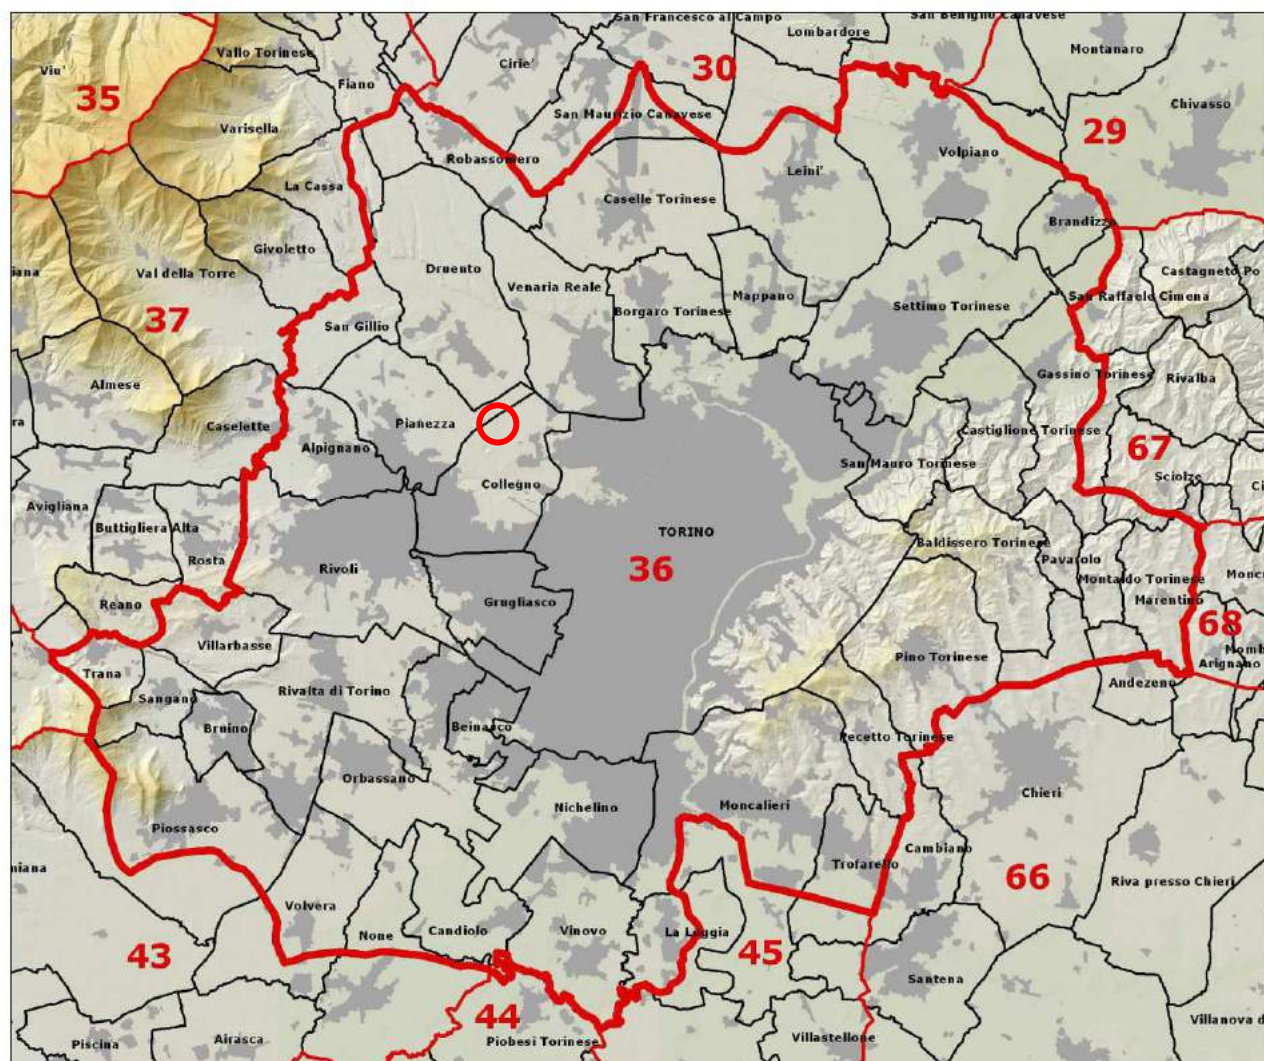 San Francesco al Campo
San Benigno Canavese
Lombardore
Vallo Torinese
Cirie'
Montanaro
Viu'
30
Fiano
35
Chivasso
San Maurizio Canavese
Varisella
29
Volpiano
Robassomero
Leini'
La Cassa
Caselle Torinese
Brandizzo
Givoletto
Druento
Val della Torre
Castagneto Po
Venaria Reale
Mappano
San Raffaele Cimena
Settimo Torinese
Borgaro Torinese
37
San Gillio
Gassino Torinese
Rivalba
Almese
Pianezza
Caselette
Castiglione Torinese
Alpignano
67
San Mauro Torinese
Sciolze
Collegno
Avigliana
Buttigliera Alta
TORINO
Baldissero Torinese
Rosta
Pavarolo
Rivoli
36
Montaldo Torinese
Marentino
Reano
Grugliasco
68
Villarbasse
Pino Torinese
Arignano
Trana
Andezeno
Sangano
Rivalta di Torino
Bruino
Beinasco
Pecetto Torinese
Orbassano
Chieri
Nichelino
Moncalieri
Piossasco
Cambiano
Trofarello
66
Riva presso Chieri
Volvera
Candiolo
Vinovo
La Loggia
None
43
45
Santena
44
Villanova d
Airasca
Piobesi Torinese
Villastellone
Piscina